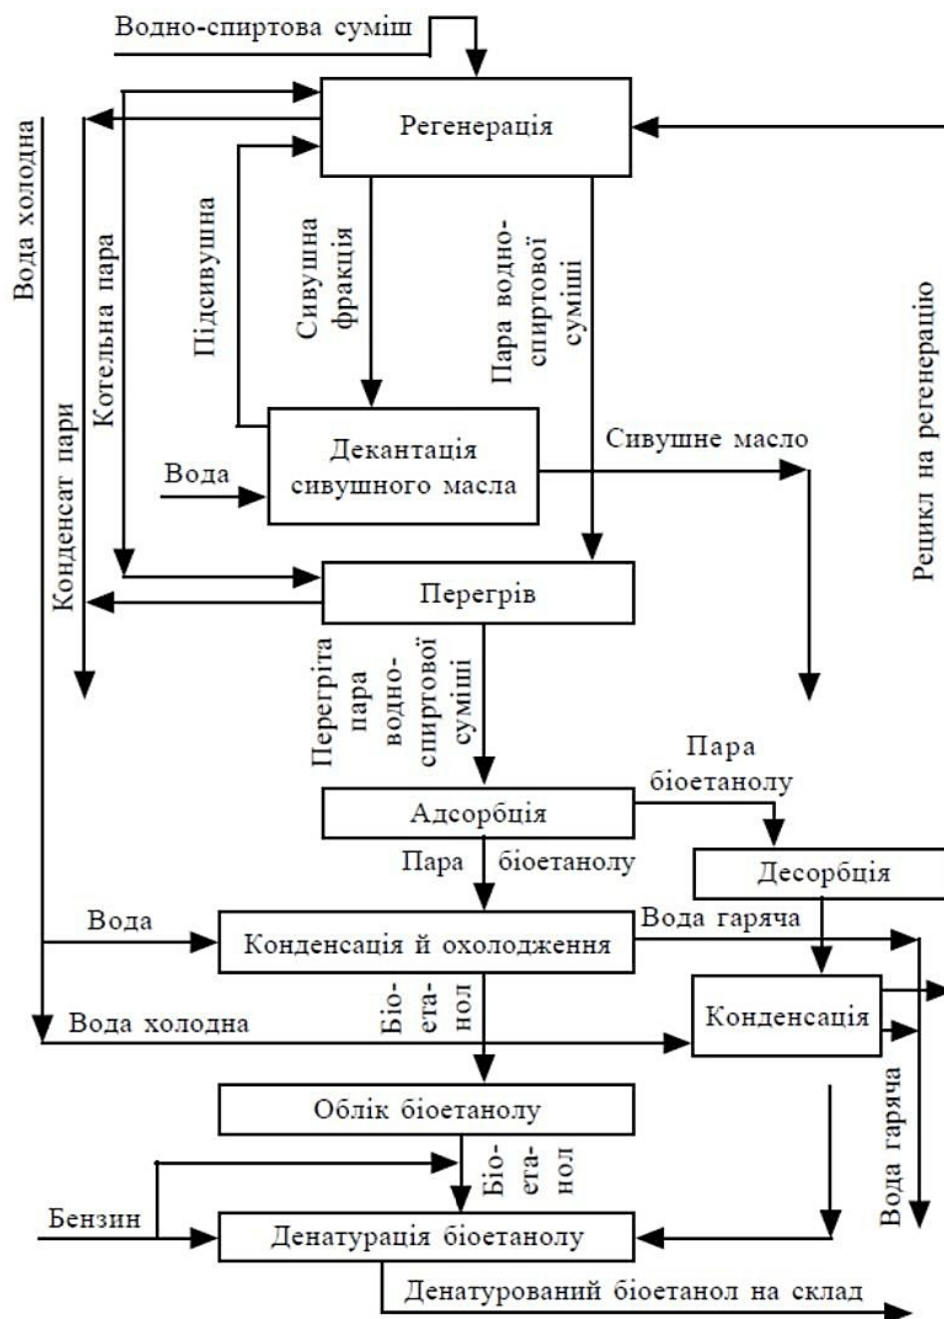 Водно-спиртова суміш
Регенерація
Вода холодна
Котельна пара
Конденсат пари
Підсивушна
Сивушна
фракція
Пара водно-
спиртової
суміші
Рецикл на регенерацію
Декантація
сивушного масла
Сивушне масло
Вода
Перегрів
Перегріта
пара
водно-
спиртової
суміші
Пара
біоетанолу
Адсорбція
Пара біоетанолу
Десорбція
Вода
Конденсація й охолодження
Вода гаряча
Біо-
ета-
нол
Вода холодна
Конденсація
Облік біоетанолу
Вода гаряча
Біо-
ета-
нол
Бензин
Денатурація біоетанолу
Денатурований біоетанол на склад